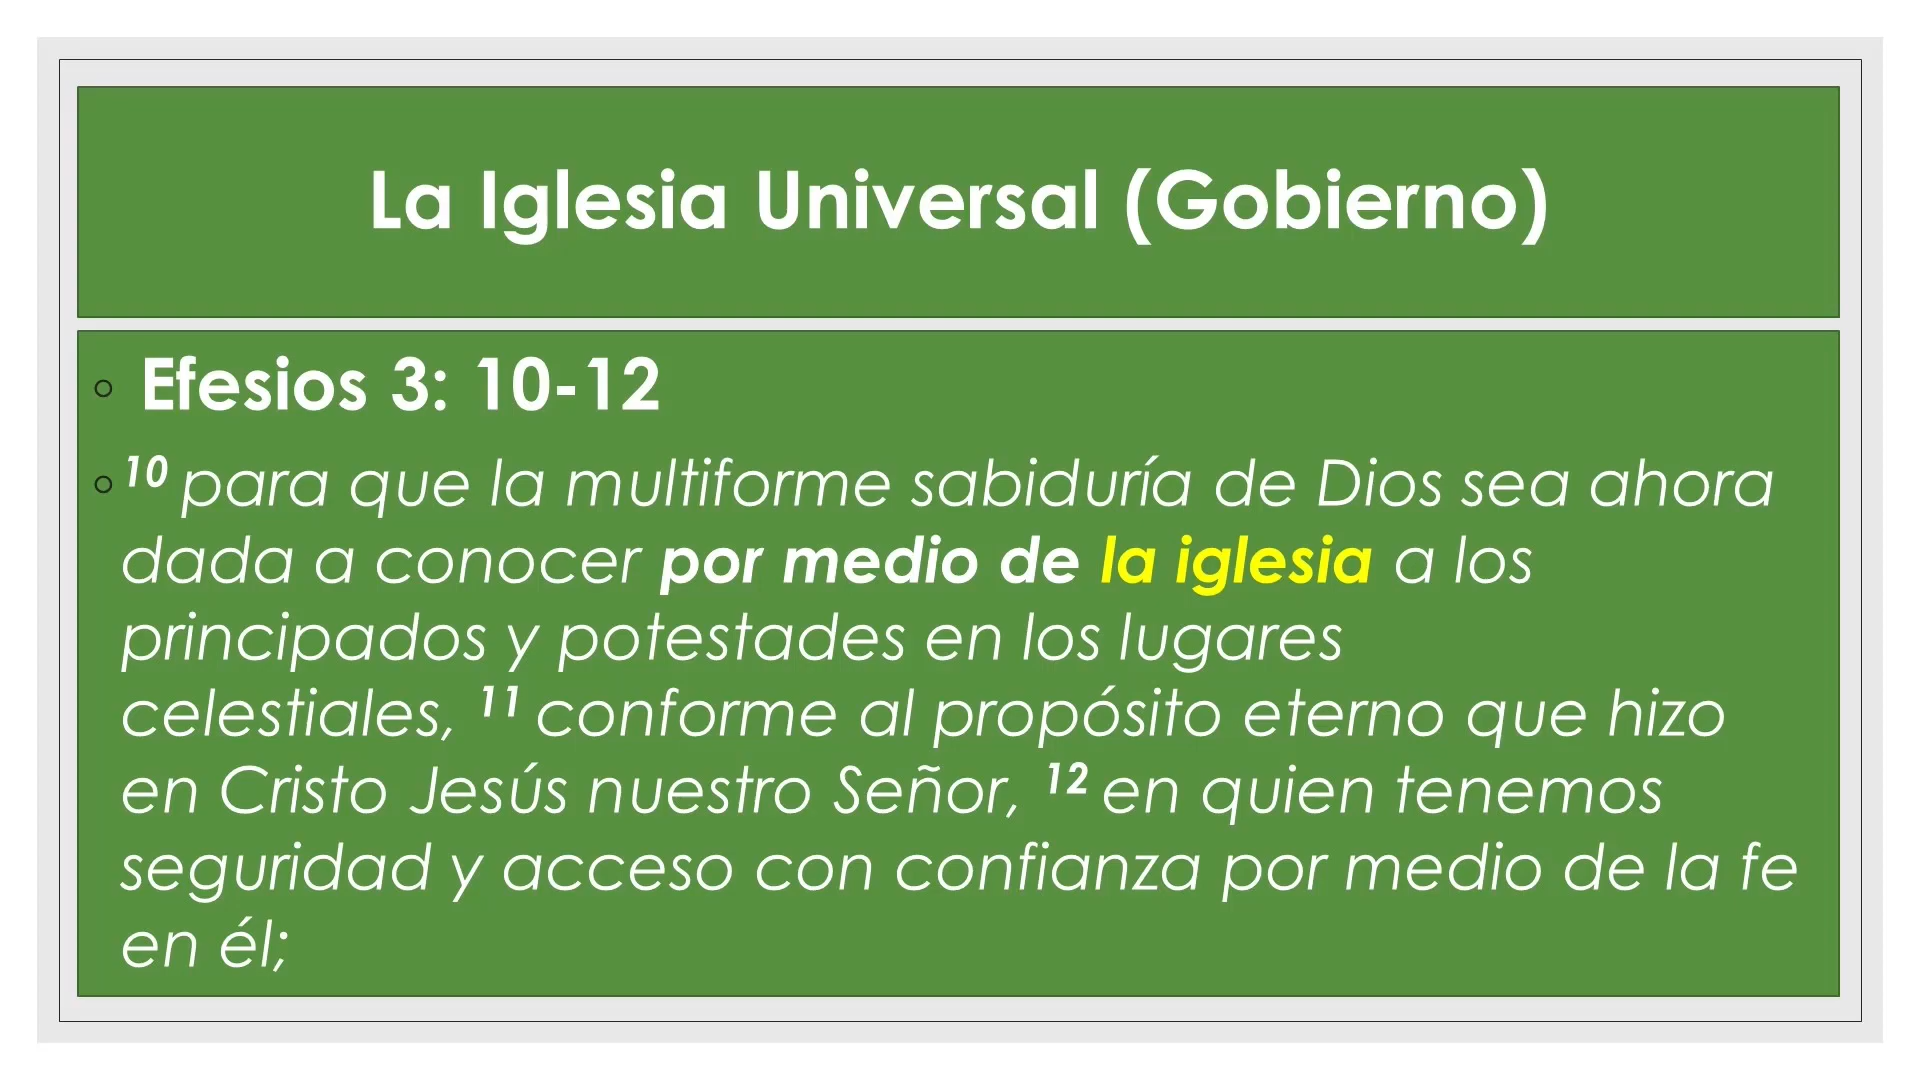 La Iglesia Universal (Gobierno)
◦ Efesios 3: 10-12
◦ 10 para que la multiforme sabiduría de Dios sea ahora
dada a conocer por medio de la iglesia a los
principados y potestades en los lugares
celestiales, 11 conforme al propósito eterno que hizo
en Cristo Jesús nuestro Señor, 12 en quien tenemos
seguridad y acceso con confianza por medio de la fe
en él;